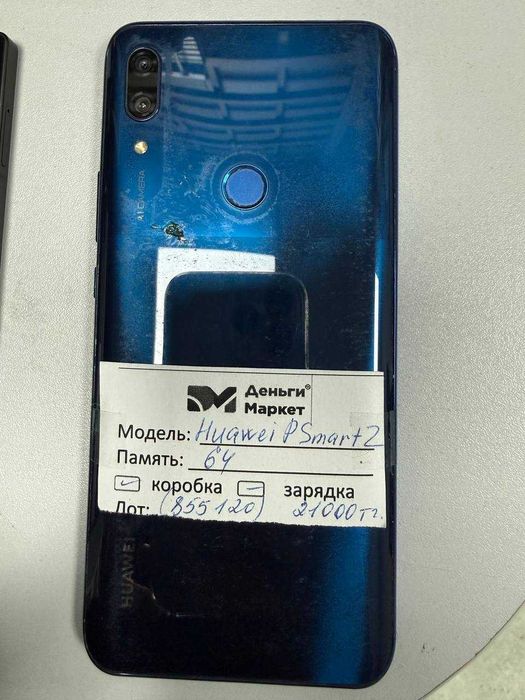 AI CAMERA
Деньги®
Маркет
Модель: Huawei P Smart Z
Память: 64
коробка зарядка
Лот: (855120) 21000тг.
HUAWEI